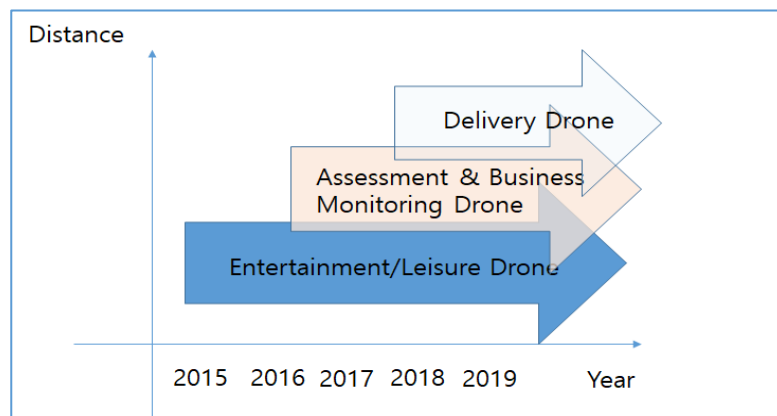 Distance
Delivery Drone
Assessment & Business
Monitoring Drone
Entertainment/Leisure Drone
2015 2016 2017 2018 2019 Year